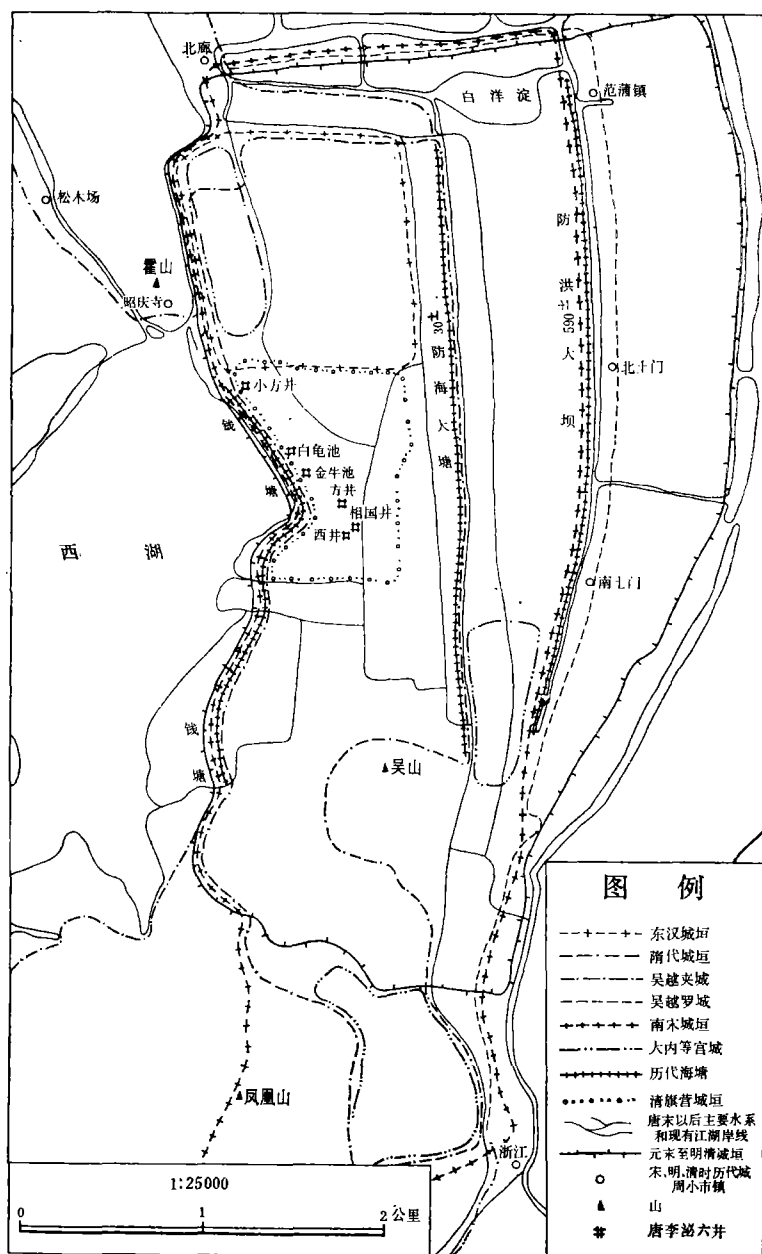 北廊
白洋淀
范蒲镇
松木场
霍山
昭庆寺
防洪大坝
590±
30±
防海大塘
北土门
小方井
钱塘
白龟池
金牛池
方井
相国井
西井
西湖
南土门
钱塘
吴山
凤凰山
浙江
图例
东汉城垣
隋代城垣
吴越夹城
吴越罗城
南宋城垣
大内等宫城
历代海塘
清旗营城垣
唐末以后主要水系
和现有江湖岸线
元末至明清城垣
宋、明、清时历代城
周小市镇
山
唐李泌六井
1:25000
0 1 2 公里